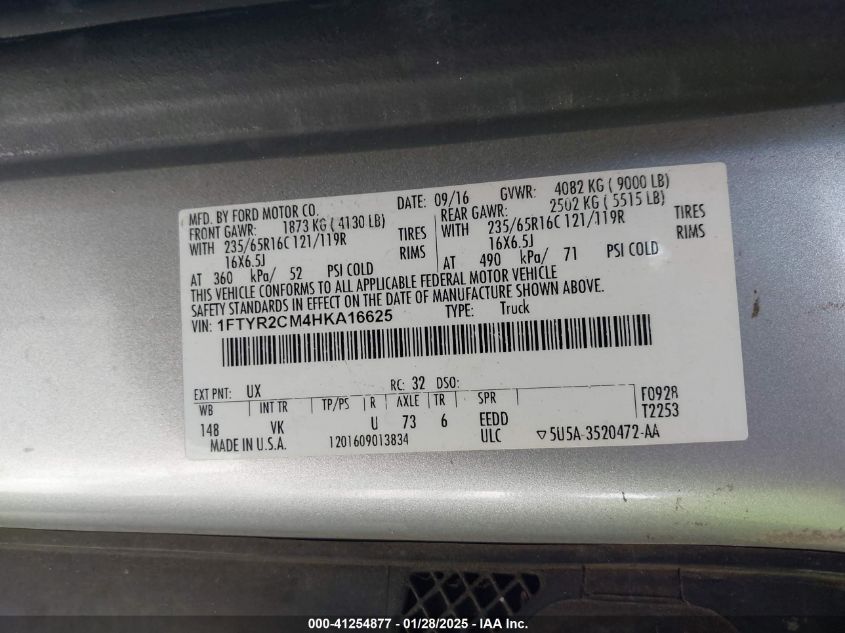 MFD. BY FORD MOTOR CO. DATE: 09/16 GVWR: 4082 KG ( 9000 LB)
FRONT GAWR: 1873 KG ( 4130 LB) REAR GAWR: 2502 KG ( 5515 LB)
WITH 235/65R16C 121/119R TIRES WITH 235/65R16C 121/119R TIRES
16X6.5J RIMS 16X6.5J RIMS
AT 360 kPa/ 52 PSI COLD AT 490 kPa/ 71 PSI COLD
THIS VEHICLE CONFORMS TO ALL APPLICABLE FEDERAL MOTOR VEHICLE
SAFETY STANDARDS IN EFFECT ON THE DATE OF MANUFACTURE SHOWN ABOVE.
VIN: 1FTYR2CM4HKA16625 TYPE: Truck
EXT PNT: UX RC: 32 DSO: F0928
WB INT TR TP/PS R AXLE TR SPR T2253
148 VK U 73 6 EEDD
MADE IN U.S.A. 1201609013834 ULC ▽5U5A-3520472-AA
000-41254877 - 01/28/2025 - IAA Inc.